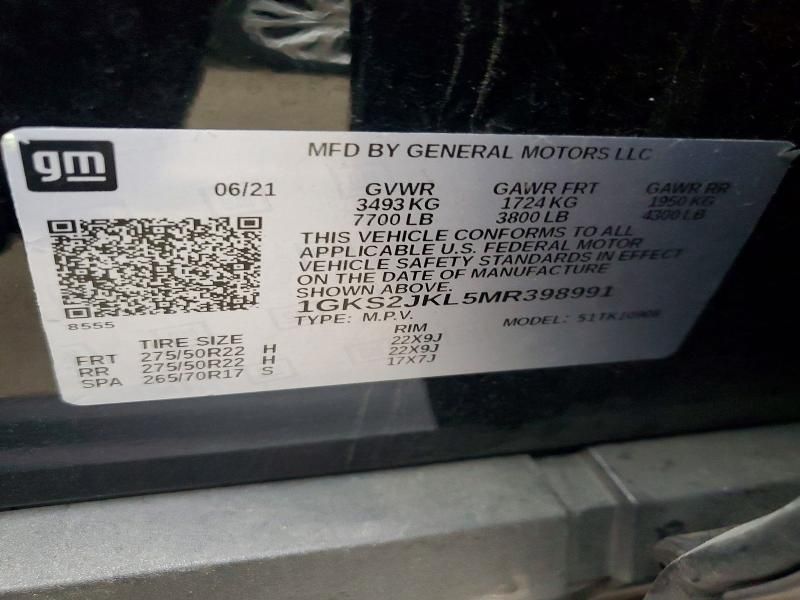 gm
MFD BY GENERAL MOTORS LLC
06/21 GVWR GAWR FRT GAWR RR
3493 KG 1724 KG 1950 KG
7700 LB 3800 LB 4300 LB
THIS VEHICLE CONFORMS TO ALL
APPLICABLE U.S. FEDERAL MOTOR
VEHICLE SAFETY STANDARDS IN EFFECT
ON THE DATE OF MANUFACTURE
SHOWN ABOVE.
1GKS2JKL5MR398991
8555
TYPE: M.P.V. MODEL: 51TK10908
TIRE SIZE RIM
FRT 275/50R22 H 22X9J
RR 275/50R22 H 22X9J
SPA 265/70R17 S 17X7J